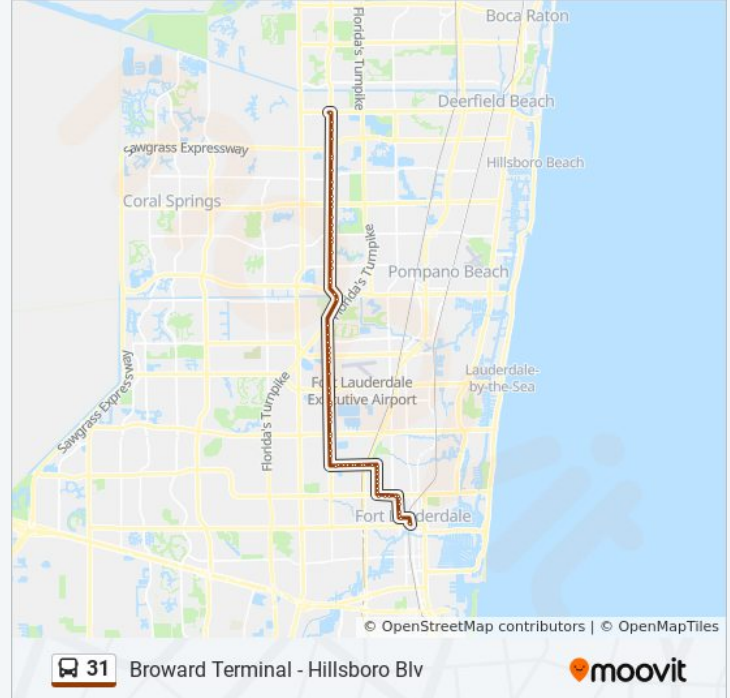 Boca Raton
Florida's Turnpike
Deerfield Beach
Sawgrass Expressway
Hillsboro Beach
Coral Springs
Florida's Turnpike
Pompano Beach
Lauderdale-
by-the-Sea
Fort Lauderdale
Executive Airport
Sawgrass Expressway
Florida's Turnpike
Fort Lauderdale
© OpenStreetMap contributors | © OpenMapTiles
31 Broward Terminal - Hillsboro Blv
moovit